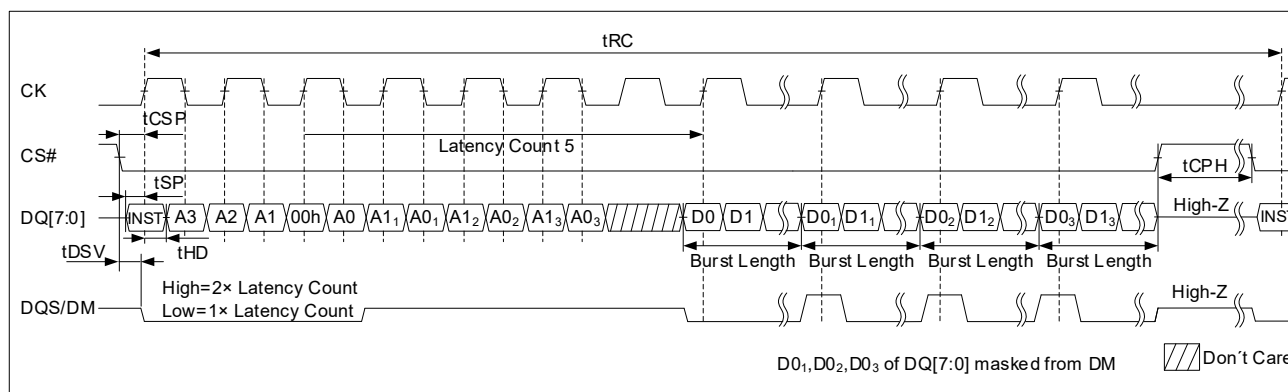 tRC
CK
tCSP
Latency Count 5
CS#
tSP
tCPH
DQ[7:0]
INST A3 A2 A1 00h A0 A1₁ A0₁ A1₂ A0₂ A1₃ A0₃ D0 D1 D0₁ D1₁ D0₂ D1₂ D0₃ D1₃ High-Z INST
tDSV tHD Burst Length Burst Length Burst Length Burst Length
High=2× Latency Count
DQS/DM
Low=1× Latency Count
High-Z
D0₁,D0₂,D0₃ of DQ[7:0] masked from DM
Don´t Care